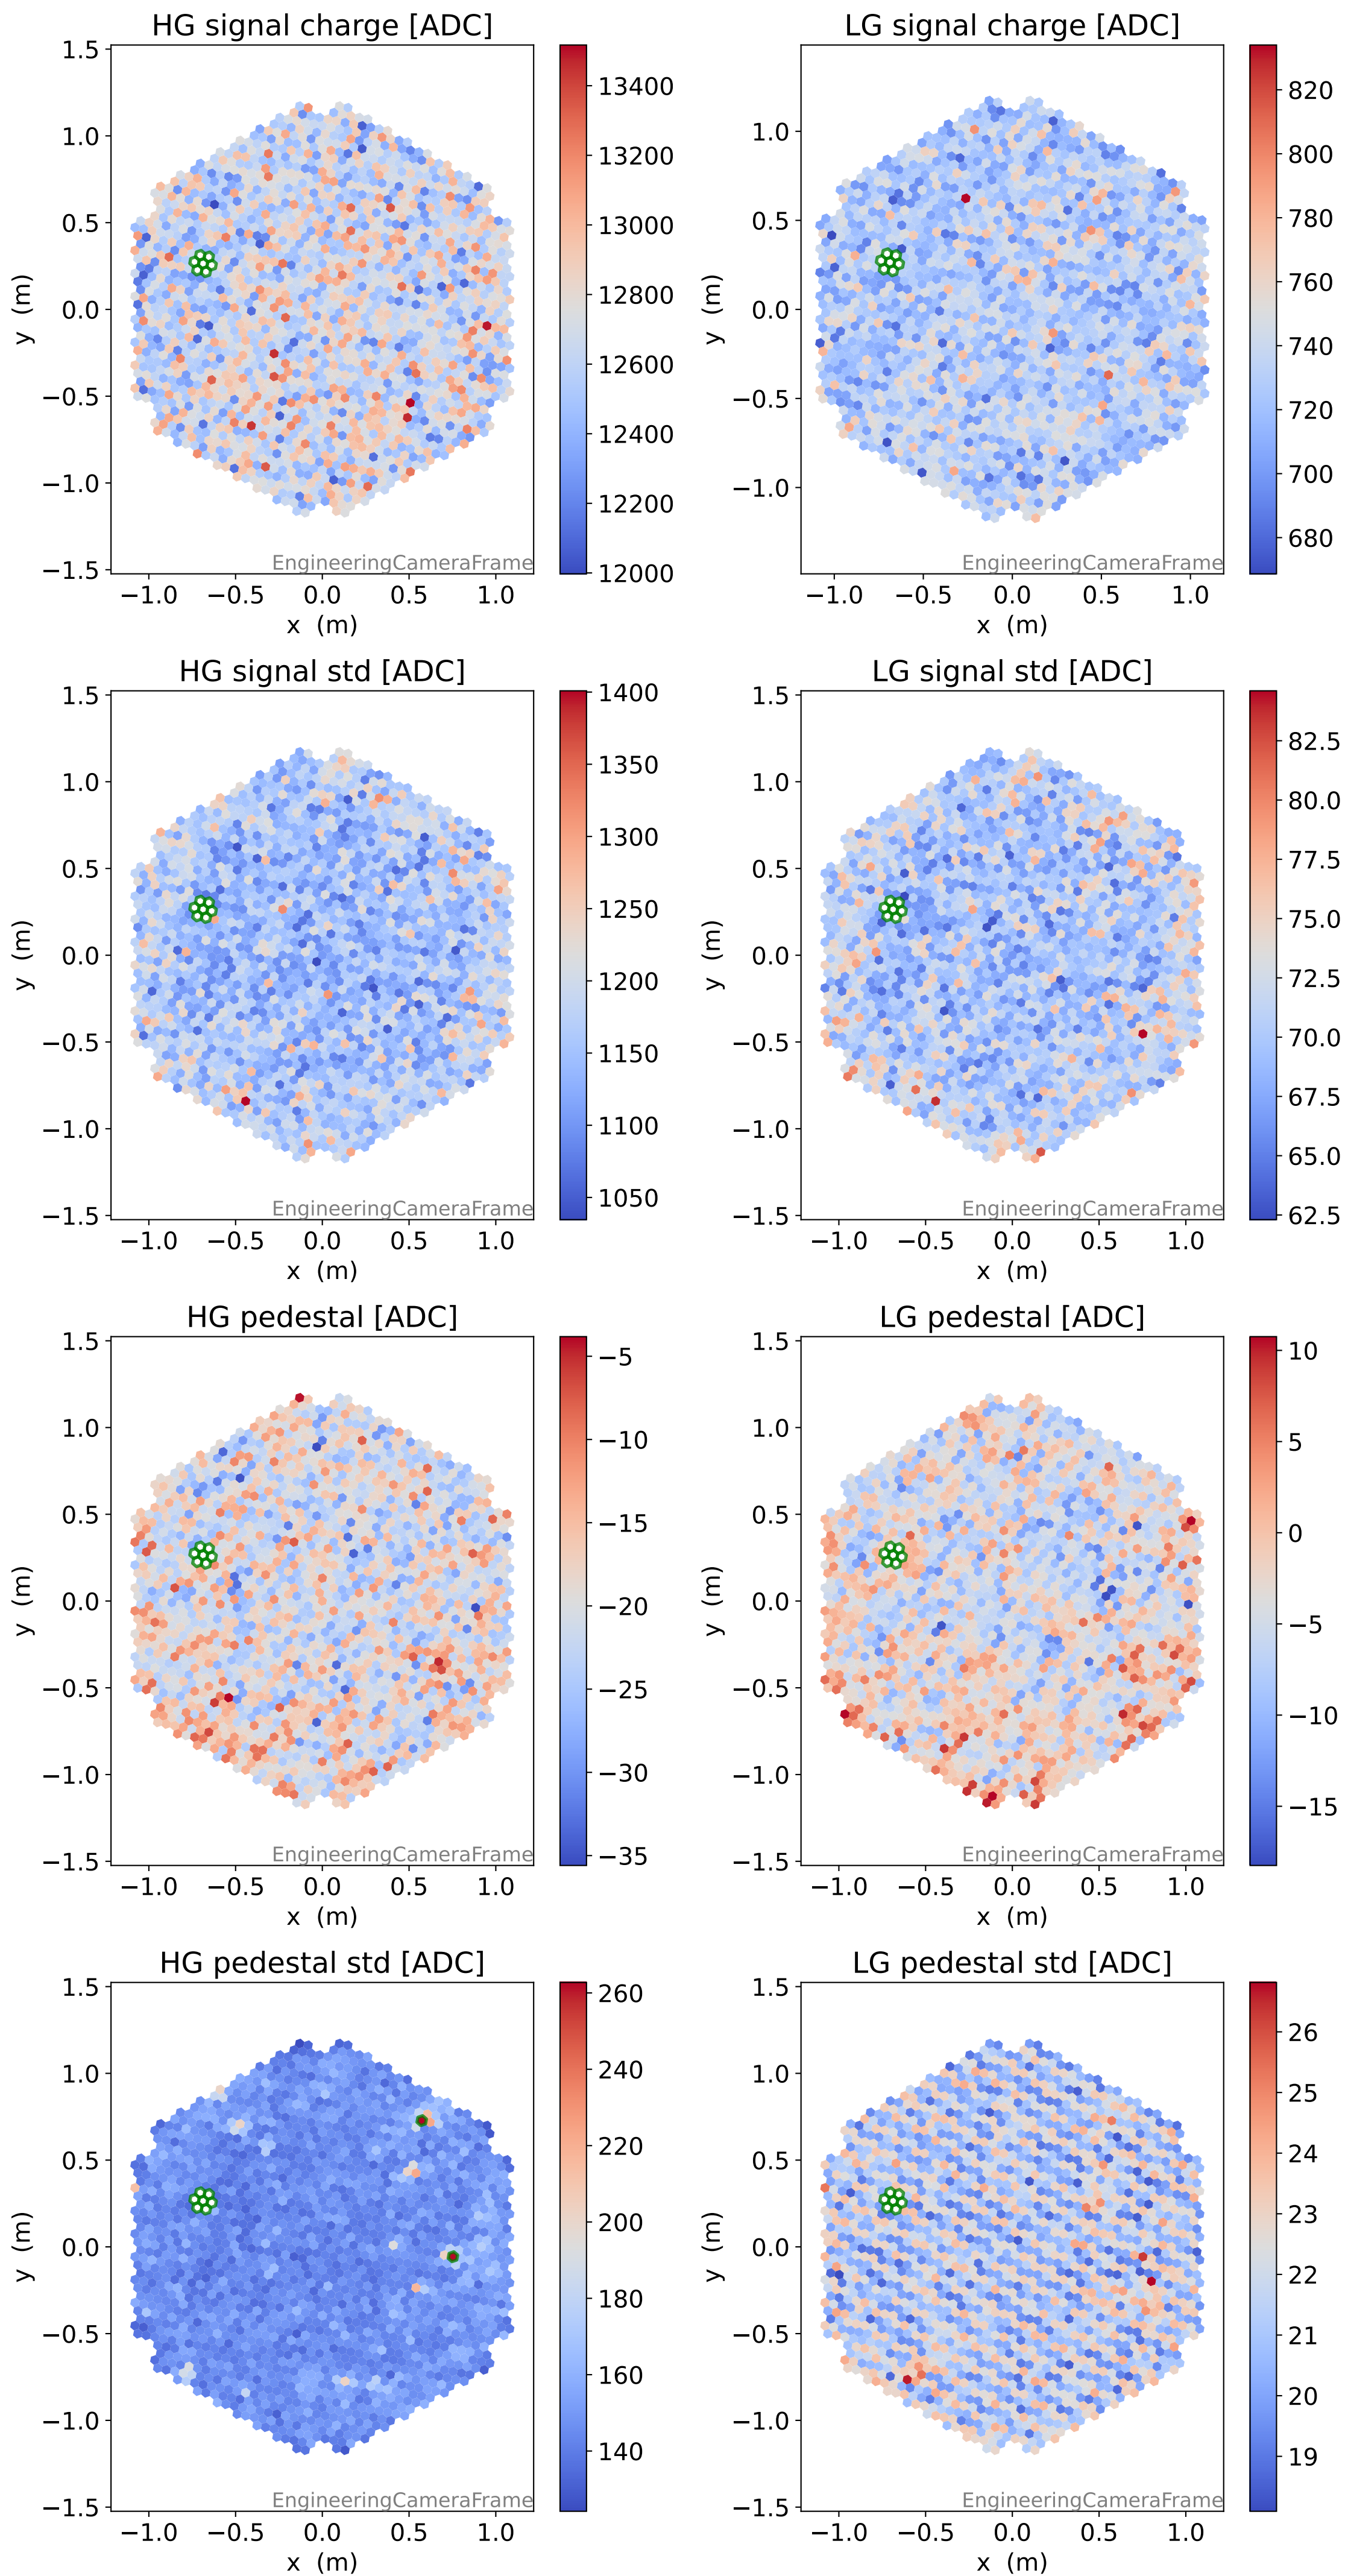 HG signal charge [ADC]
LG signal charge [ADC]
1.5
1.0
0.5
0.0
−0.5
−1.0
−1.5
y (m)
−1.0 −0.5 0.0 0.5 1.0
x (m)
EngineeringCameraFrame
13400
13200
13000
12800
12600
12400
12200
12000
1.0
0.5
0.0
−0.5
−1.0
y (m)
−1.0 −0.5 0.0 0.5 1.0
x (m)
EngineeringCameraFrame
820
800
780
760
740
720
700
680
HG signal std [ADC]
LG signal std [ADC]
1.5
1.0
0.5
0.0
−0.5
−1.0
−1.5
y (m)
−1.0 −0.5 0.0 0.5 1.0
x (m)
EngineeringCameraFrame
1400
1350
1300
1250
1200
1150
1100
1050
1.5
1.0
0.5
0.0
−0.5
−1.0
−1.5
y (m)
−1.0 −0.5 0.0 0.5 1.0
x (m)
EngineeringCameraFrame
82.5
80.0
77.5
75.0
72.5
70.0
67.5
65.0
62.5
HG pedestal [ADC]
LG pedestal [ADC]
1.5
1.0
0.5
0.0
−0.5
−1.0
−1.5
y (m)
−1.0 −0.5 0.0 0.5 1.0
x (m)
EngineeringCameraFrame
−5
−10
−15
−20
−25
−30
−35
1.5
1.0
0.5
0.0
−0.5
−1.0
−1.5
y (m)
−1.0 −0.5 0.0 0.5 1.0
x (m)
EngineeringCameraFrame
10
5
0
−5
−10
−15
HG pedestal std [ADC]
LG pedestal std [ADC]
1.5
1.0
0.5
0.0
−0.5
−1.0
−1.5
y (m)
−1.0 −0.5 0.0 0.5 1.0
x (m)
EngineeringCameraFrame
260
240
220
200
180
160
140
1.5
1.0
0.5
0.0
−0.5
−1.0
−1.5
y (m)
−1.0 −0.5 0.0 0.5 1.0
x (m)
EngineeringCameraFrame
26
25
24
23
22
21
20
19